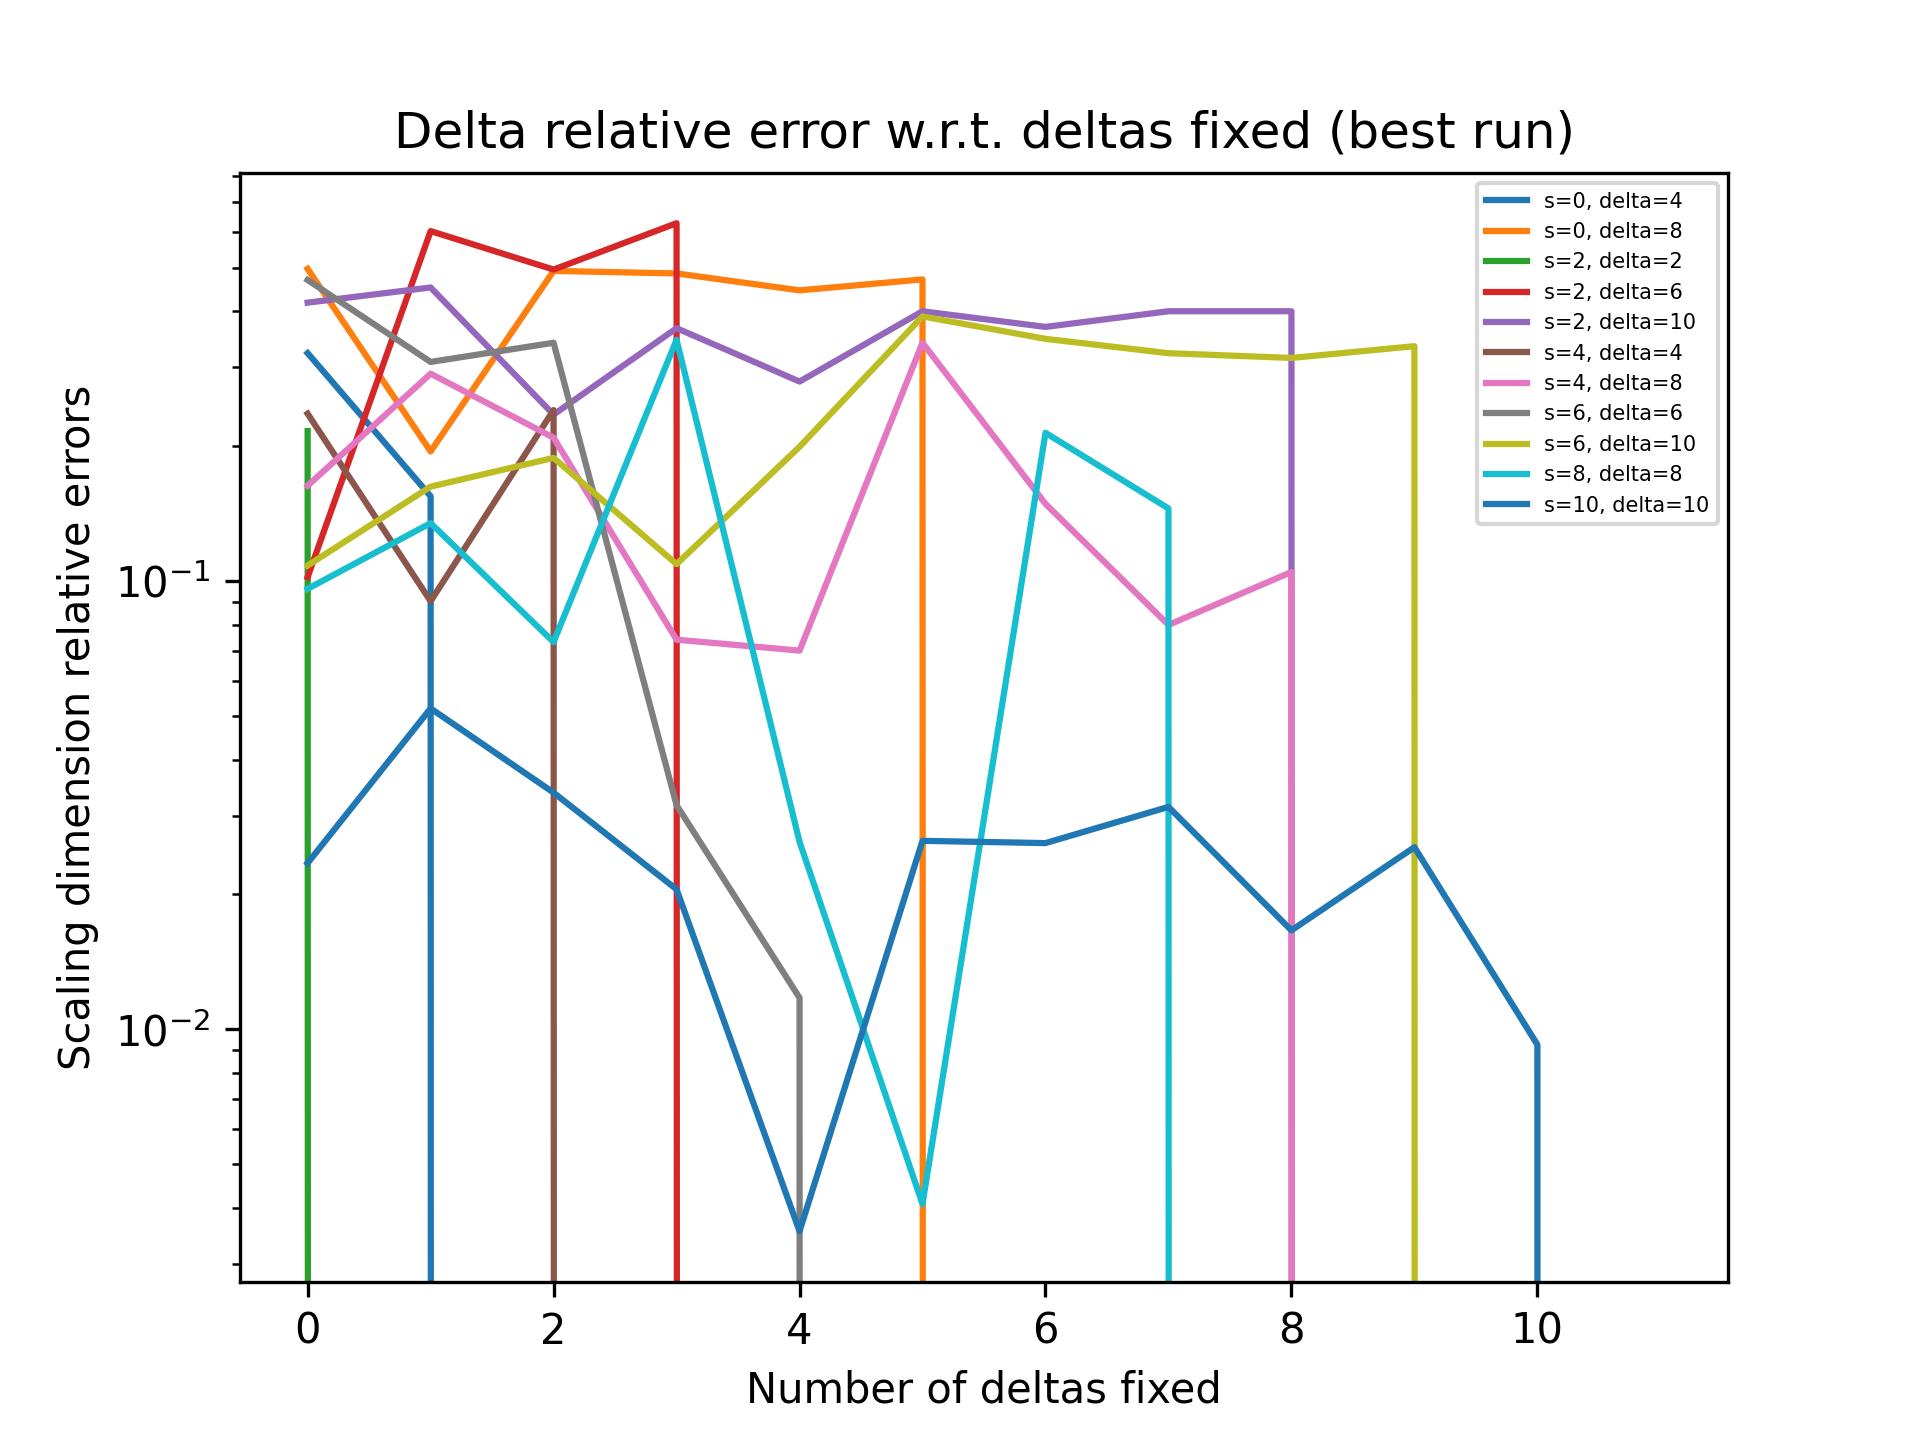 Delta relative error w.r.t. deltas fixed (best run)
s=0, delta=4
s=0, delta=8
s=2, delta=2
s=2, delta=6
s=2, delta=10
s=4, delta=4
s=4, delta=8
s=6, delta=6
s=6, delta=10
s=8, delta=8
s=10, delta=10
Scaling dimension relative errors
10⁻¹
10⁻²
0 2 4 6 8 10
Number of deltas fixed